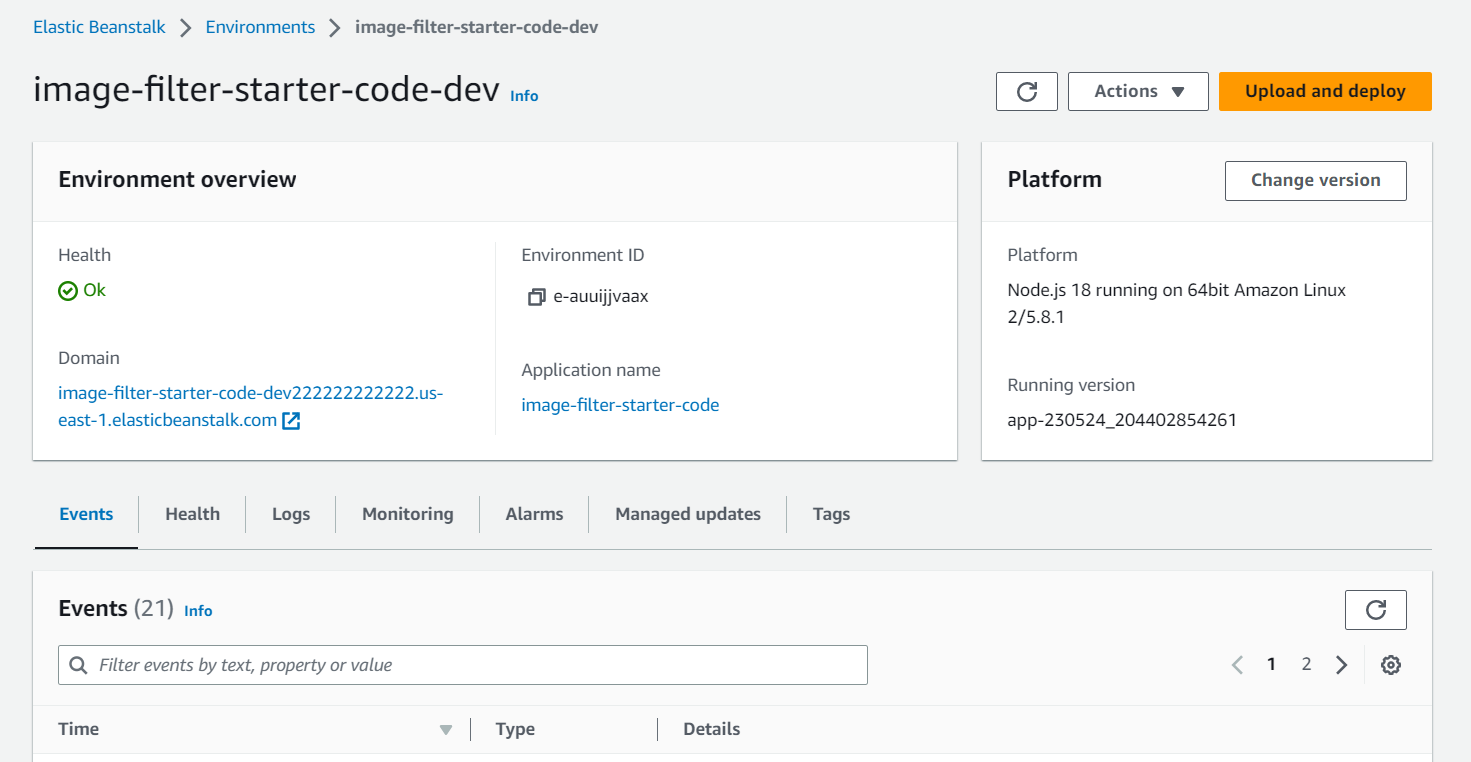 Elastic Beanstalk > Environments > image-filter-starter-code-dev
image-filter-starter-code-dev Info
Actions Upload and deploy
Environment overview
Health
Ok
Domain
image-filter-starter-code-dev222222222222.us-
east-1.elasticbeanstalk.com
Environment ID
e-auuijjvaax
Application name
image-filter-starter-code
Platform Change version
Platform
Node.js 18 running on 64bit Amazon Linux
2/5.8.1
Running version
app-230524_204402854261
Events Health Logs Monitoring Alarms Managed updates Tags
Events (21) Info
Filter events by text, property or value
1 2
Time Type Details